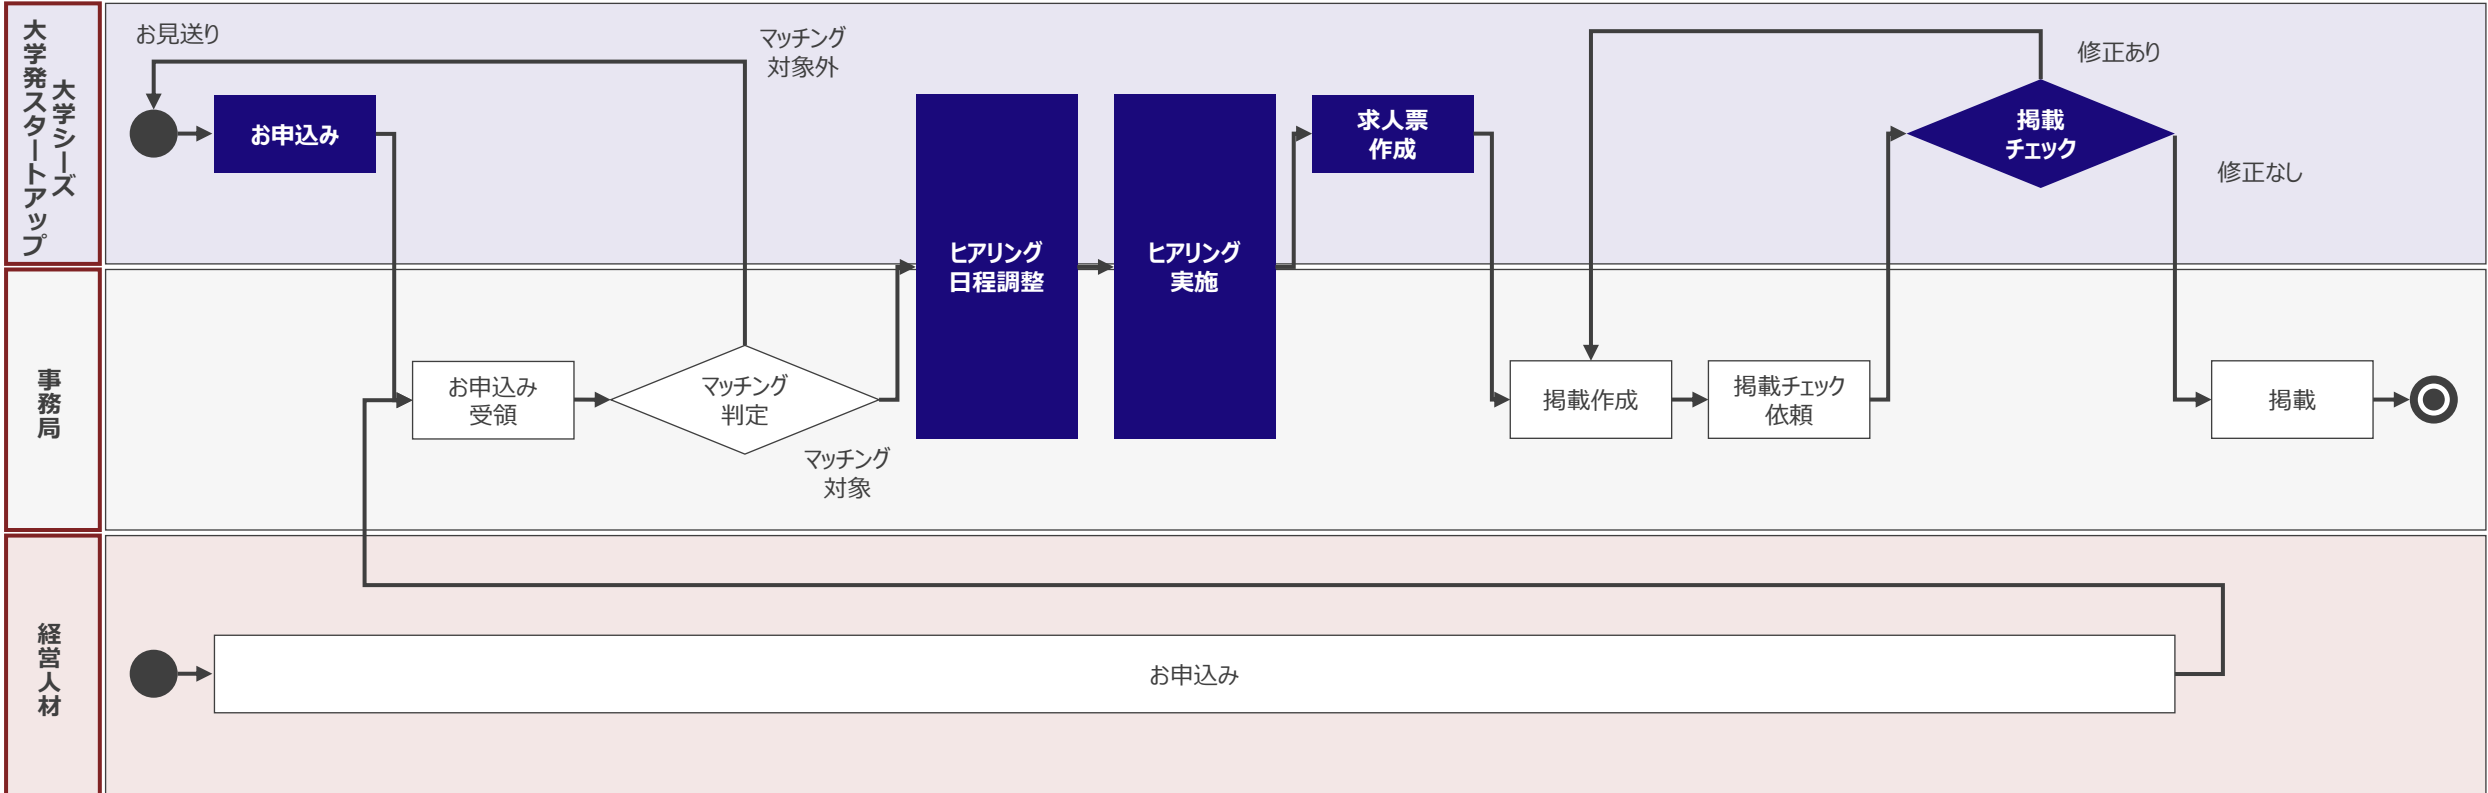 大学シーズ
大学発スタートアップ
お見送り
マッチング
対象外
お申込み
ヒアリング
日程調整
ヒアリング
実施
求人票
作成
修正あり
掲載
チェック
修正なし
事務局
お申込み
受領
マッチング
判定
マッチング
対象
掲載作成
掲載チェック
依頼
掲載
経営人材
お申込み